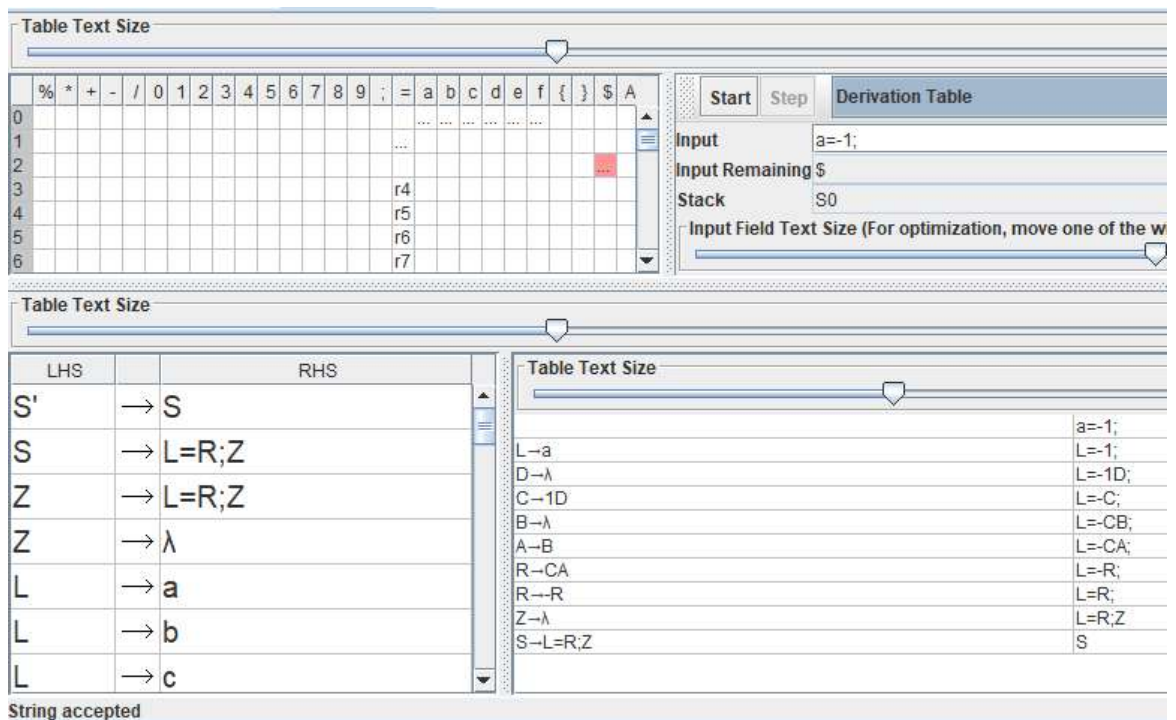 Table Text Size
% * + - / 0 1 2 3 4 5 6 7 8 9 ; = a b c d e f { } $ A
0 ... ... ... ... ... ...
1 ...
2 ...
3 r4
4 r5
5 r6
6 r7
Start Step Derivation Table
Input a=-1;
Input Remaining $
Stack S0
Input Field Text Size (For optimization, move one of the wi
Table Text Size
LHS RHS
S' → S
S → L=R;Z
Z → L=R;Z
Z → λ
L → a
L → b
L → c
Table Text Size
a=-1;
L→a L=-1;
D→λ L=-1D;
C→1D L=-C;
B→λ L=-CB;
A→B L=-CA;
R→CA L=-R;
R→-R L=R;
Z→λ L=R;Z
S→L=R;Z S
String accepted